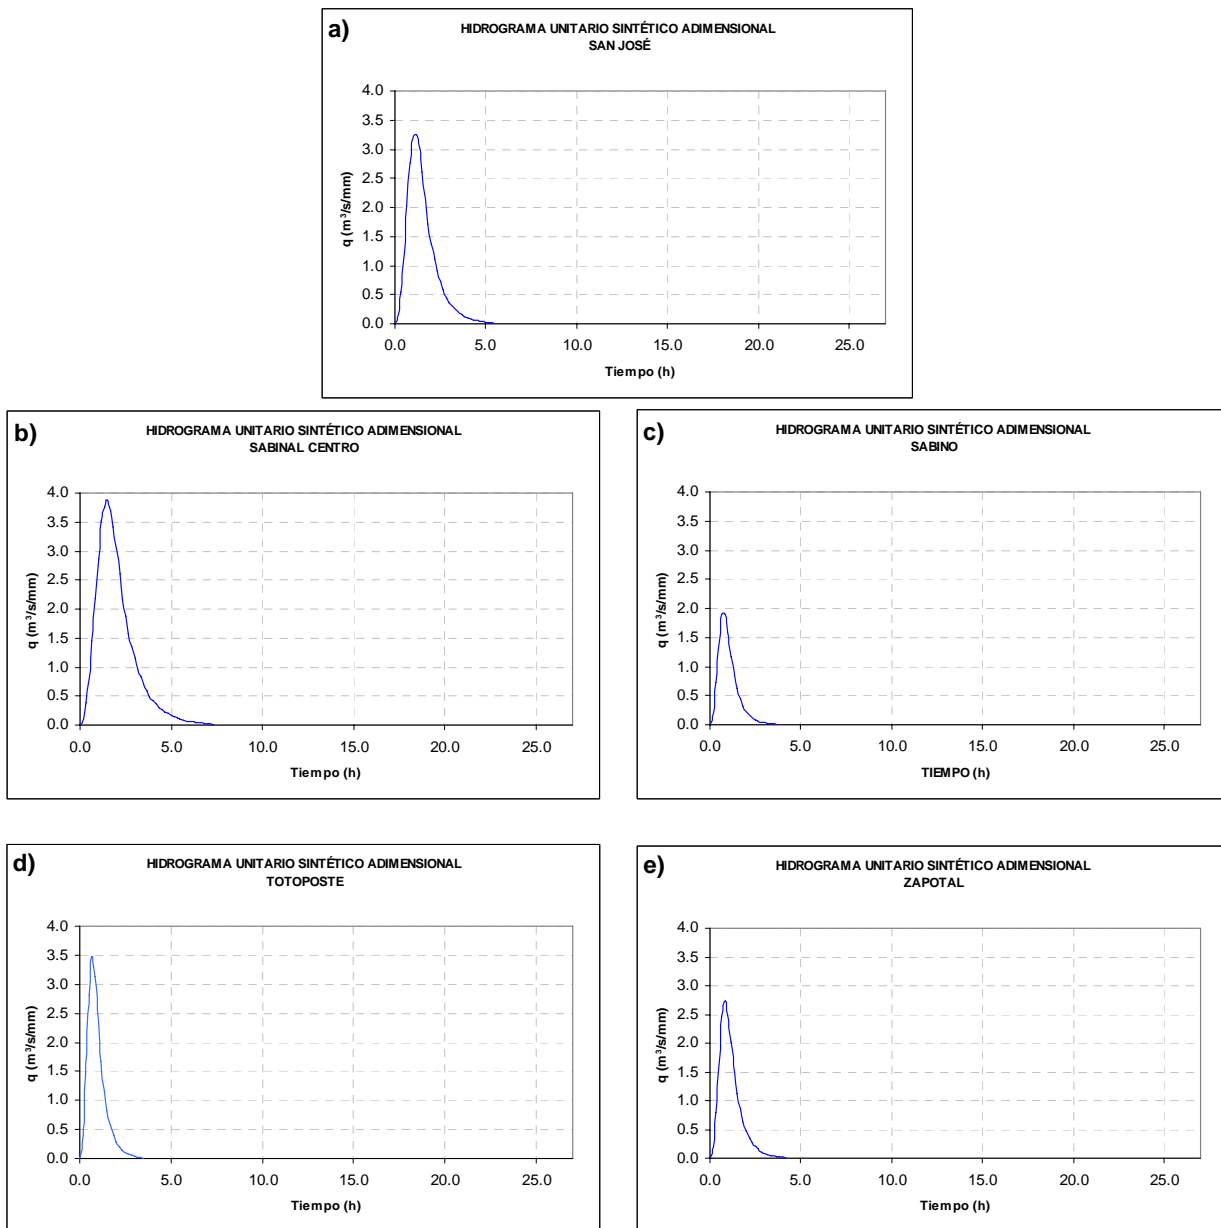 a)
HIDROGRAMA UNITARIO SINTÉTICO ADIMENSIONAL
SAN JOSÉ
4.0
3.5
3.0
2.5
2.0
1.5
1.0
0.5
0.0
q (m³/s/mm)
0.0 5.0 10.0 15.0 20.0 25.0
Tiempo (h)
b)
HIDROGRAMA UNITARIO SINTÉTICO ADIMENSIONAL
SABINAL CENTRO
4.0
3.5
3.0
2.5
2.0
1.5
1.0
0.5
0.0
q (m³/s/mm)
0.0 5.0 10.0 15.0 20.0 25.0
Tiempo (h)
c)
HIDROGRAMA UNITARIO SINTÉTICO ADIMENSIONAL
SABINO
4.0
3.5
3.0
2.5
2.0
1.5
1.0
0.5
0.0
q (m³/s/mm)
0.0 5.0 10.0 15.0 20.0 25.0
TIEMPO (h)
d)
HIDROGRAMA UNITARIO SINTÉTICO ADIMENSIONAL
TOTOPOSTE
4.0
3.5
3.0
2.5
2.0
1.5
1.0
0.5
0.0
q (m³/s/mm)
0.0 5.0 10.0 15.0 20.0 25.0
Tiempo (h)
e)
HIDROGRAMA UNITARIO SINTÉTICO ADIMENSIONAL
ZAPOTAL
4.0
3.5
3.0
2.5
2.0
1.5
1.0
0.5
0.0
q (m³/s/mm)
0.0 5.0 10.0 15.0 20.0 25.0
Tiempo (h)